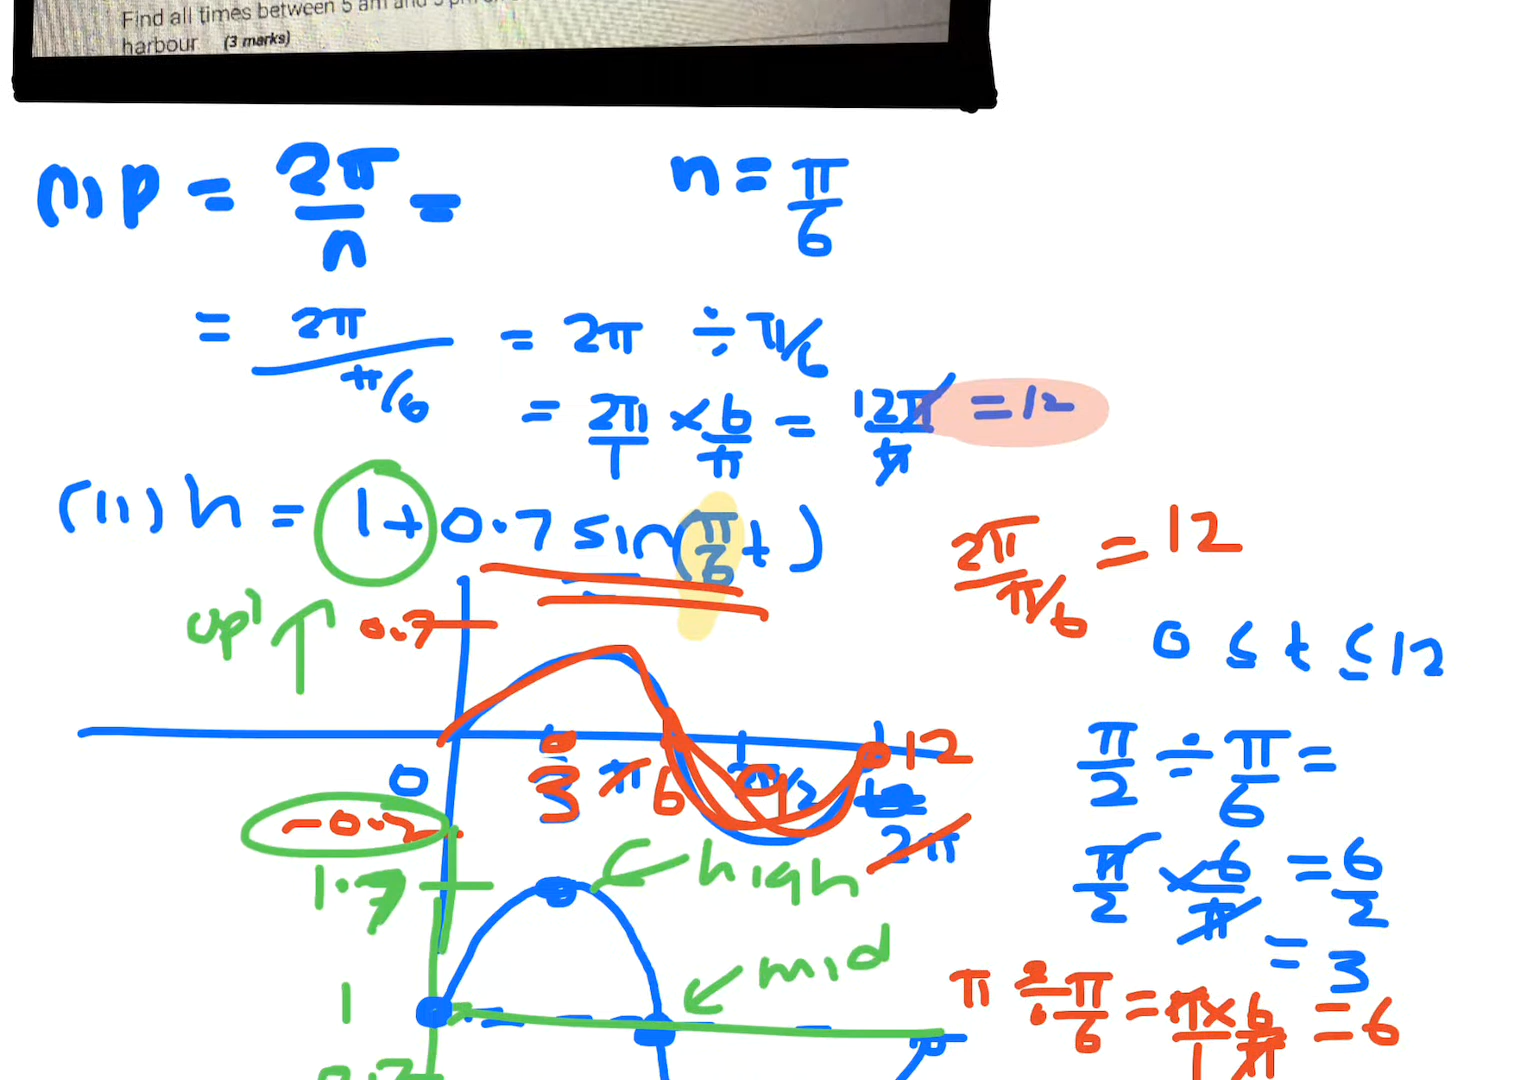 Find all times between 5 am and
harbour (3 marks)
(1) P = 2π/n =
n = π/6
= 2π/π/6 = 2π ÷ π/6
= 2π/1 × 6/π = 12π/π = 12
(11) h = 1 + 0.7 sin(π/6 t)
2π/π/6 = 12
up 1 ↑
0.7
0 ≤ t ≤ 12
0 3 π 6 2π 12
π/2 ÷ π/6 =
-0.7
π/2 × 6/π = 6/2
= 3
1.7
high
mid
π ÷ π/6 = π/1 × 6/π = 6
1